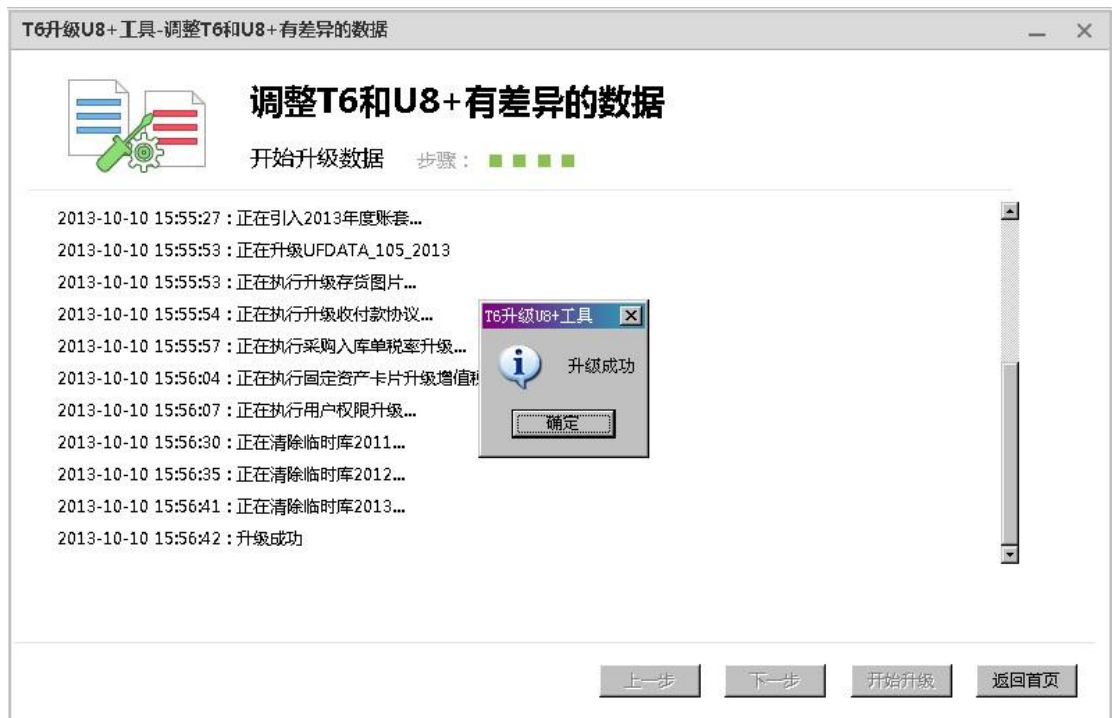 T6升级U8+工具-调整T6和U8+有差异的数据
调整T6和U8+有差异的数据
开始升级数据 步骤：
2013-10-10 15:55:27：正在引入2013年度账套...
2013-10-10 15:55:53：正在升级UFDATA_105_2013
2013-10-10 15:55:53：正在执行升级存货图片...
2013-10-10 15:55:54：正在执行升级收付款协议...
2013-10-10 15:55:57：正在执行采购入库单税率升级...
2013-10-10 15:56:04：正在执行固定资产卡片升级增值
2013-10-10 15:56:07：正在执行用户权限升级...
2013-10-10 15:56:30：正在清除临时库2011...
2013-10-10 15:56:35：正在清除临时库2012...
2013-10-10 15:56:41：正在清除临时库2013...
2013-10-10 15:56:42：升级成功
T6升级U8+工具
升级成功
确定
上一步 下一步 开始升级 返回首页